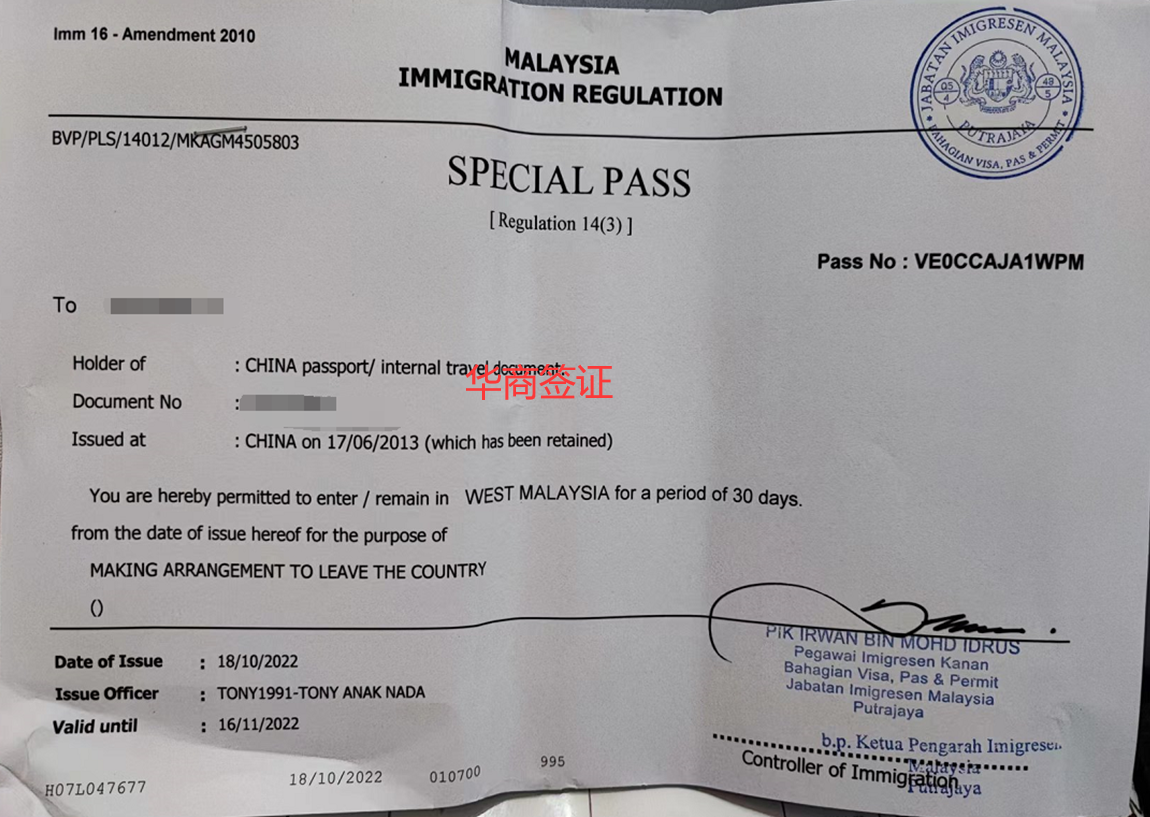 Imm 16 - Amendment 2010
MALAYSIA
IMMIGRATION REGULATION
JABATAN IMIGRESEN MALAYSIA
PUTRAJAYA
BAHAGIAN VISA, PAS & PERMIT
BVP/PLS/14012/MKAGM4505803
SPECIAL PASS
[ Regulation 14(3) ]
Pass No : VE0CCAJA1WPM
To
Holder of : CHINA passport/ internal travel document.
华商签证
Document No :
Issued at : CHINA on 17/06/2013 (which has been retained)
You are hereby permitted to enter / remain in WEST MALAYSIA for a period of 30 days.
from the date of issue hereof for the purpose of
MAKING ARRANGEMENT TO LEAVE THE COUNTRY
()
Date of Issue : 18/10/2022
Issue Officer : TONY1991-TONY ANAK NADA
Valid until : 16/11/2022
PIK IRWAN BIN MOHD IDRUS
Pegawai Imigresen Kanan
Bahagian Visa, Pas & Permit
Jabatan Imigresen Malaysia
Putrajaya
b.p. Ketua Pengarah Imigresen
Malaysia
Putrajaya
Controller of Immigration
H07L047677 18/10/2022 010700 995